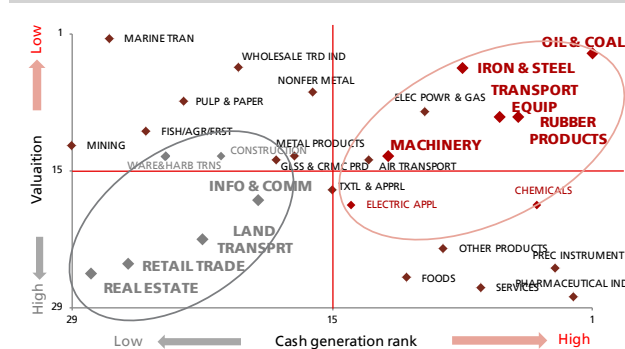 1
MARINE TRAN
OIL & COAL
Low
WHOLESALE TRD IND
IRON & STEEL
NONFER METAL
TRANSPORT
EQUIP
ELEC POWR & GAS
PULP & PAPER
RUBBER
PRODUCTS
FISH/AGR/FRST
MINING
METAL PRODUCTS
MACHINERY
CONSTRUCTION
WARE&HARB TRNS
GLSS & CRMC PRD
AIR TRANSPORT
15
Valuaition
INFO & COMM
TXTL & APPRL
CHEMICALS
ELECTRIC APPL
LAND
TRANSPRT
OTHER PRODUCTS
PREC INSTRUMENT
RETAIL TRADE
FOODS
REAL ESTATE
SERVICES
PHARMACEUTICAL IND
High
29
29
15
1
Low
Cash generation rank
High